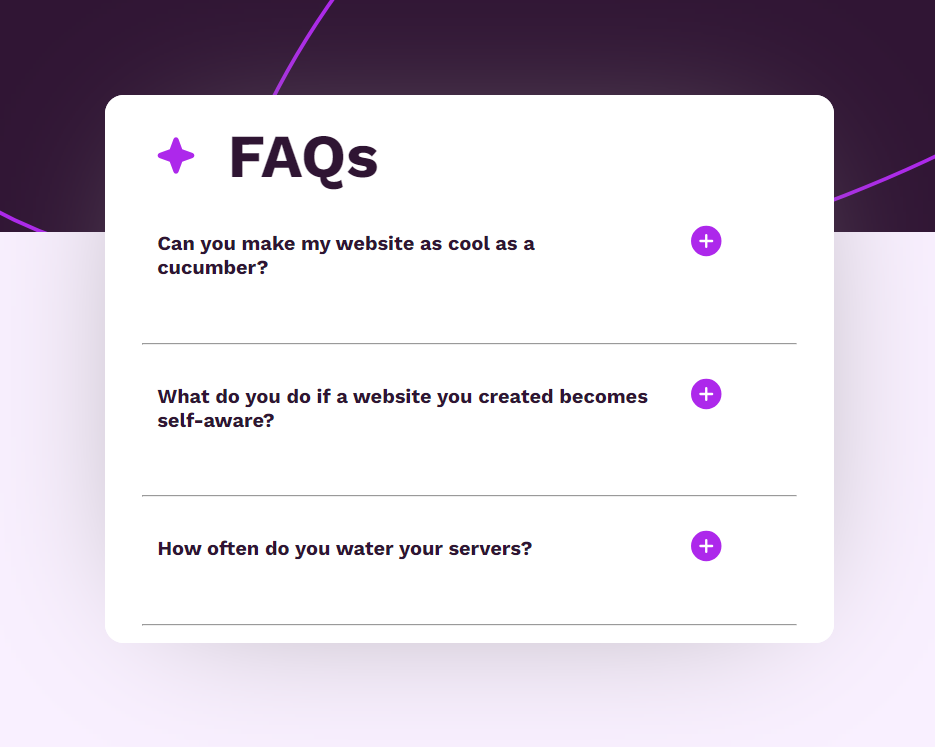 FAQs
Can you make my website as cool as a
cucumber?
What do you do if a website you created becomes
self-aware?
How often do you water your servers?